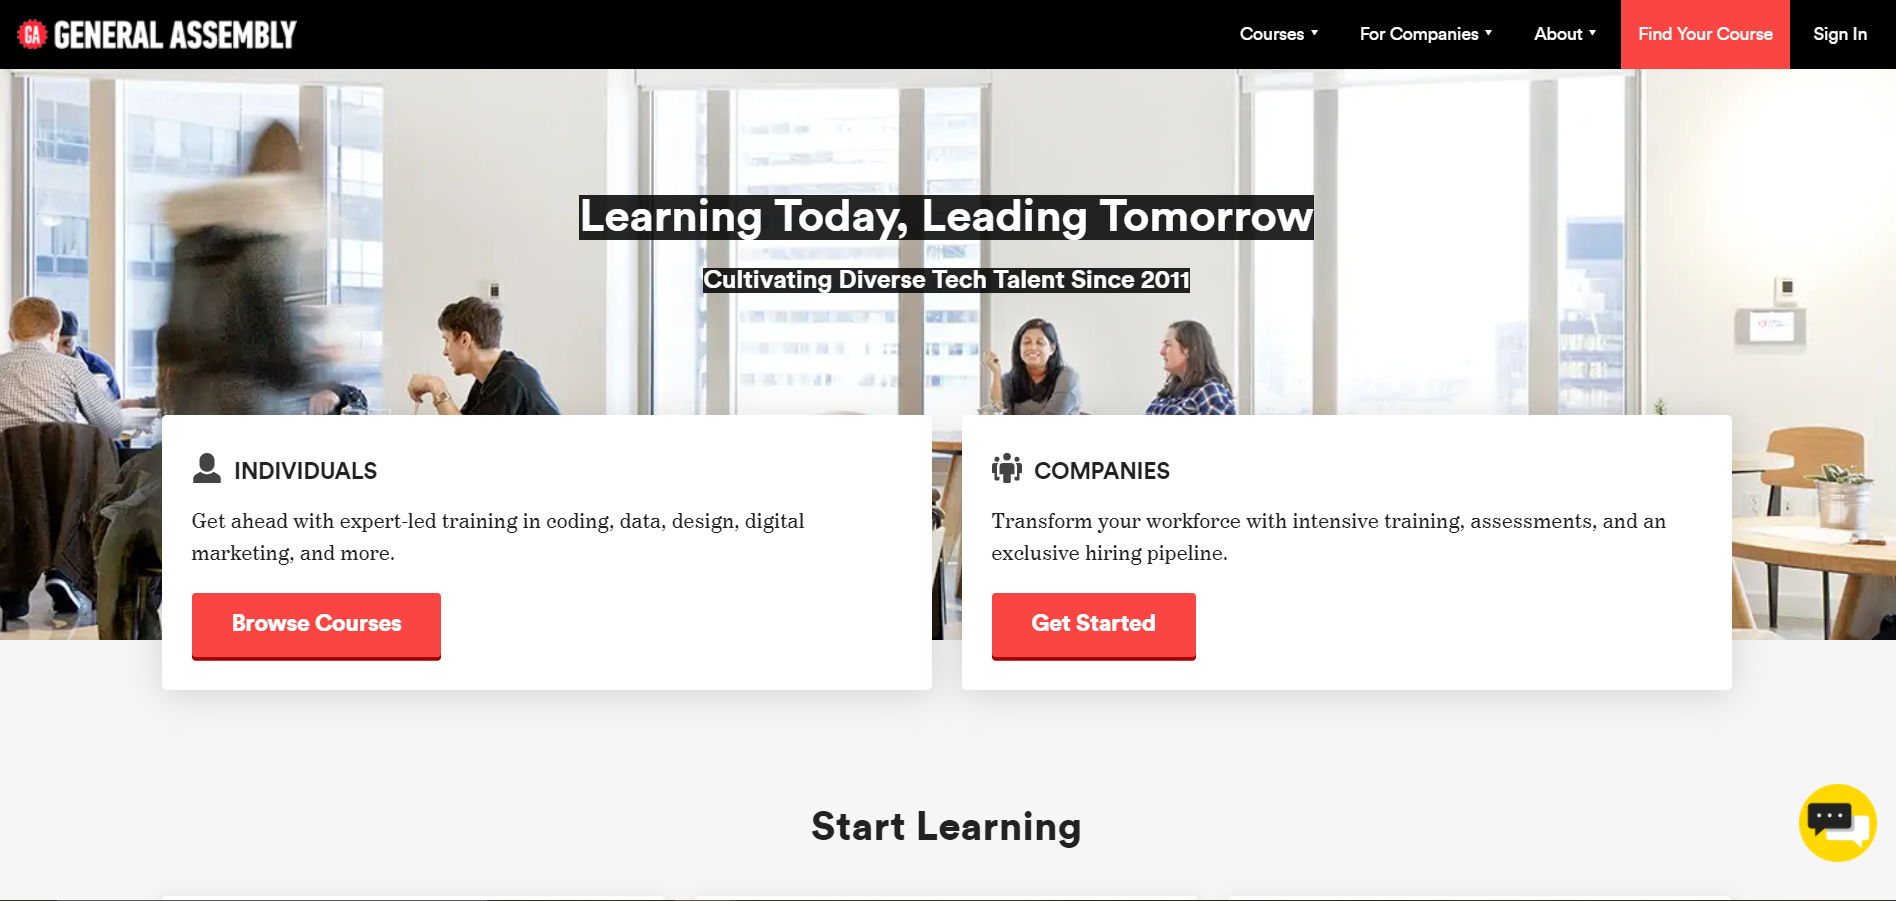 GA GENERAL ASSEMBLY
Courses
For Companies
About
Find Your Course
Sign In
Learning Today, Leading Tomorrow
Cultivating Diverse Tech Talent Since 2011
INDIVIDUALS
Get ahead with expert-led training in coding, data, design, digital
marketing, and more.
Browse Courses
COMPANIES
Transform your workforce with intensive training, assessments, and an
exclusive hiring pipeline.
Get Started
Start Learning